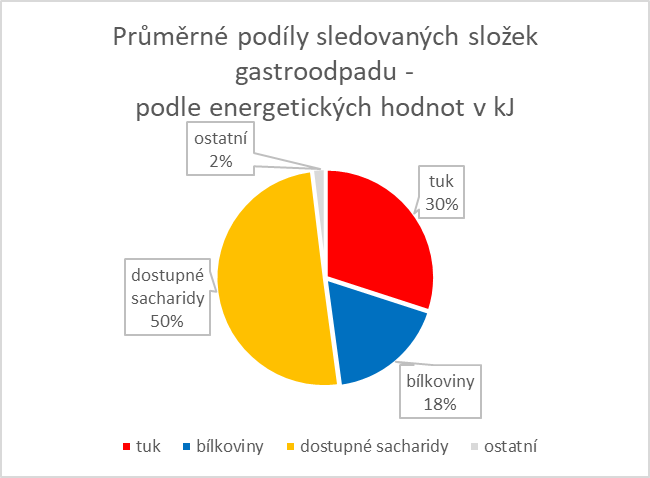 Průměrné podíly sledovaných složek
gastroodpadu -
podle energetických hodnot v kJ
ostatní
2%
tuk
30%
dostupné
sacharidy
50%
bílkoviny
18%
tuk bílkoviny dostupné sacharidy ostatní